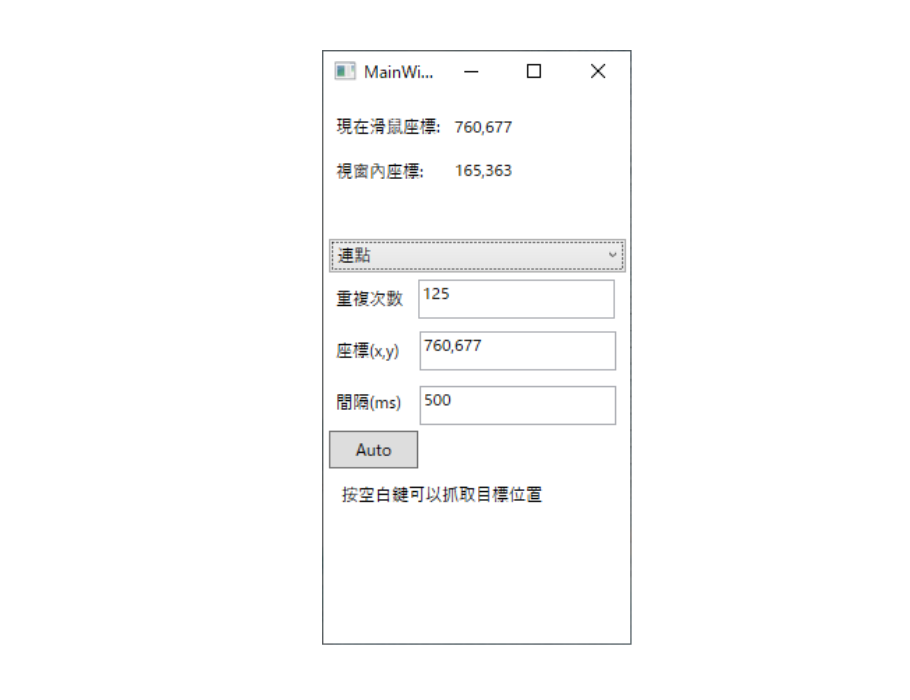 MainWi...
現在滑鼠座標: 760,677
視窗內座標: 165,363
連點
重複次數 125
座標(x,y) 760,677
間隔(ms) 500
Auto
按空白鍵可以抓取目標位置